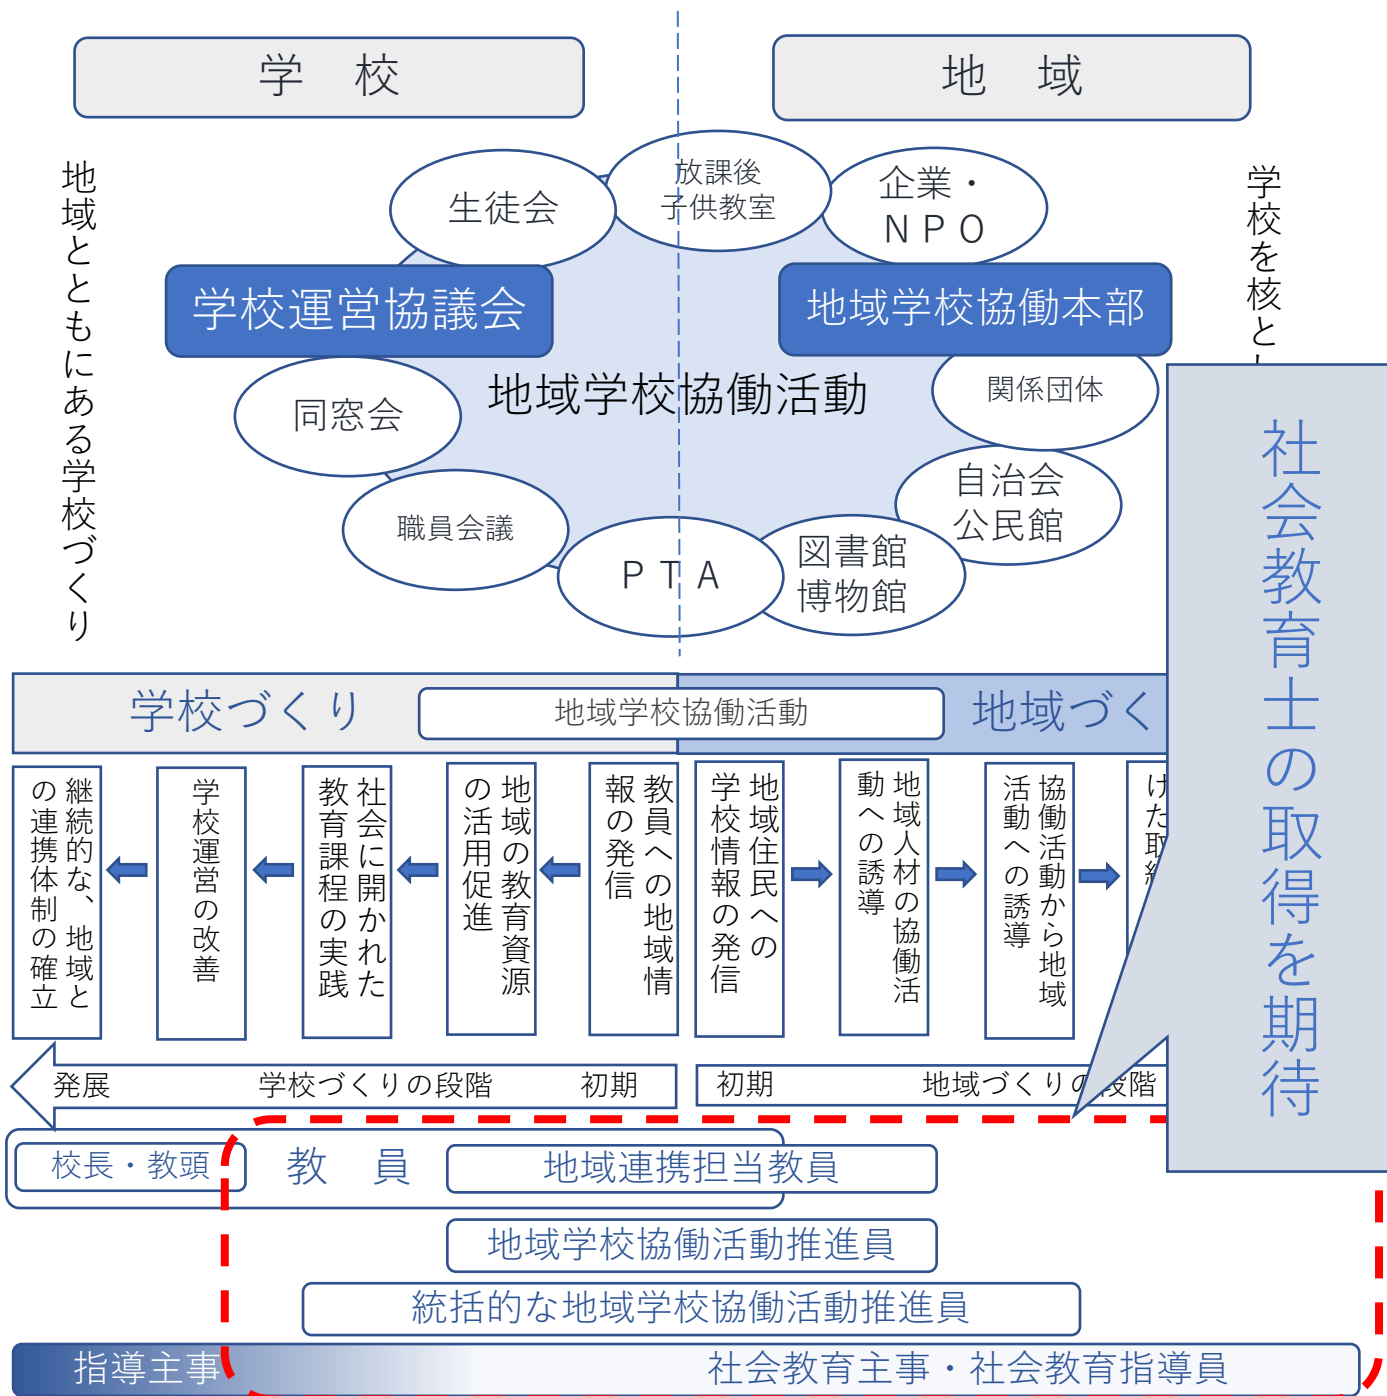 学　校
地　域
地域とともにある学校づくり
学校を核とし
生徒会
放課後
子供教室
企業・
ＮＰＯ
学校運営協議会
地域学校協働本部
地域学校協働活動
同窓会
関係団体
職員会議
自治会
公民館
ＰＴＡ
図書館
博物館
社会教育士の取得を期待
学校づくり
地域学校協働活動
地域づく
継続的な、地域と
の連携体制の確立
学校運営の改善
社会に開かれた
教育課程の実践
地域の教育資源
の活用促進
教員への地域情
報の発信
地域住民への
学校情報の発信
地域人材の協働活
動への誘導
協働活動から地域
活動への誘導
けた取組
発展
学校づくりの段階
初期
初期
地域づくりの段階
校長・教頭
教　員
地域連携担当教員
地域学校協働活動推進員
統括的な地域学校協働活動推進員
指導主事
社会教育主事・社会教育指導員